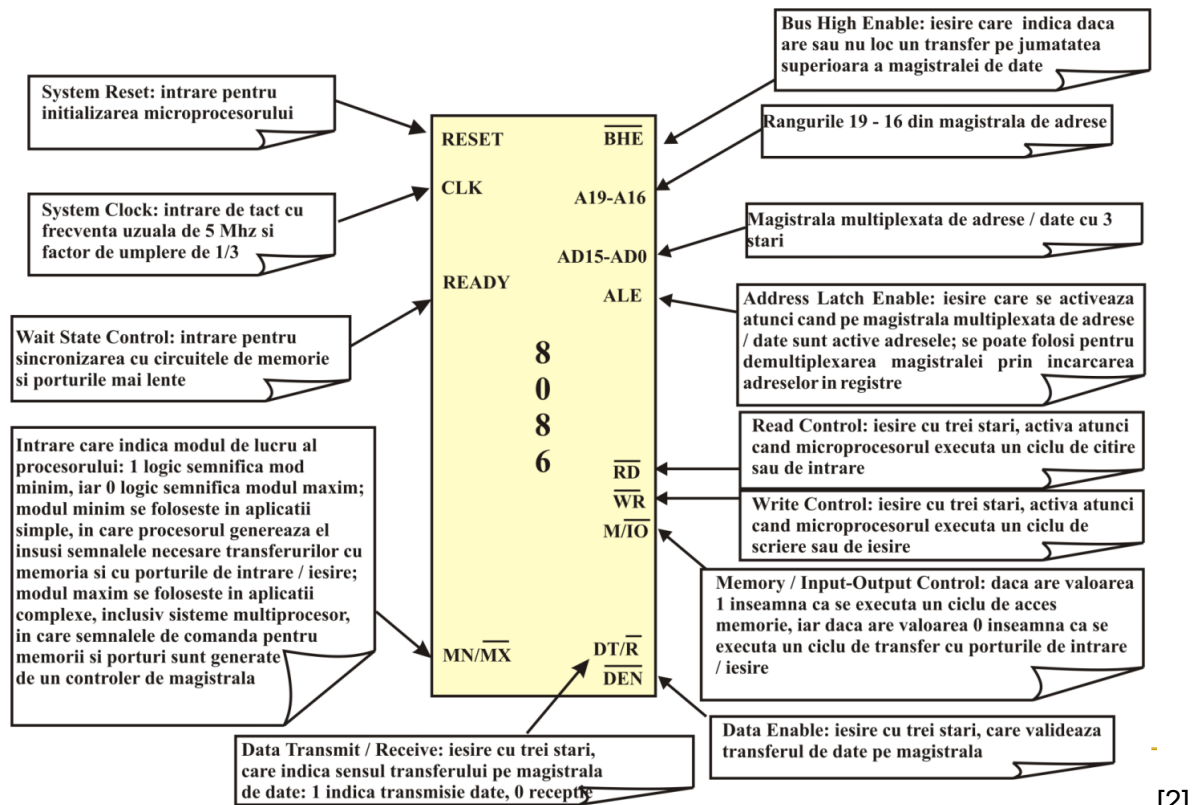 Bus High Enable: iesire care indica daca
are sau nu loc un transfer pe jumatatea
superioara a magistralei de date
System Reset: intrare pentru
initializarea microprocesorului
Rangurile 19 - 16 din magistrala de adrese
System Clock: intrare de tact cu
frecventa uzuala de 5 Mhz si
factor de umplere de 1/3
Magistrala multiplexata de adrese / date cu 3
stari
Wait State Control: intrare pentru
sincronizarea cu circuitele de memorie
si porturile mai lente
Address Latch Enable: iesire care se activeaza
atunci cand pe magistrala multiplexata de adrese
/ date sunt active adresele; se poate folosi pentru
demultiplexarea magistralei prin incarcarea
adreselor in registre
Intrare care indica modul de lucru al
procesorului: 1 logic semnifica mod
minim, iar 0 logic semnifica modul maxim;
modul minim se foloseste in aplicatii
simple, in care procesorul genereaza el
insusi semnalele necesare transferurilor cu
memoria si cu porturile de intrare / iesire;
modul maxim se foloseste in aplicatii
complexe, inclusiv sisteme multiprocesor,
in care semnalele de comanda pentru
memorii si porturi sunt generate
de un controler de magistrala
Read Control: iesire cu trei stari, activa atunci
cand microprocesorul executa un ciclu de citire
sau de intrare
Write Control: iesire cu trei stari, activa atunci
cand microprocesorul executa un ciclu de
scriere sau de iesire
Memory / Input-Output Control: daca are valoarea
1 inseamna ca se executa un ciclu de acces
memorie, iar daca are valoarea 0 inseamna ca se
executa un ciclu de transfer cu porturile de intrare
/ iesire
Data Enable: iesire cu trei stari, care valideaza
transferul de date pe magistrala
Data Transmit / Receive: iesire cu trei stari,
care indica sensul transferului pe magistrala
de date: 1 indica transmisie date, 0 receptie
RESET
CLK
READY
MN/M̅X̅
8
0
8
6
B̅H̅E̅
A19-A16
AD15-AD0
ALE
R̅D̅
W̅R̅
M/I̅O̅
DT/R̅
D̅E̅N̅
[2]